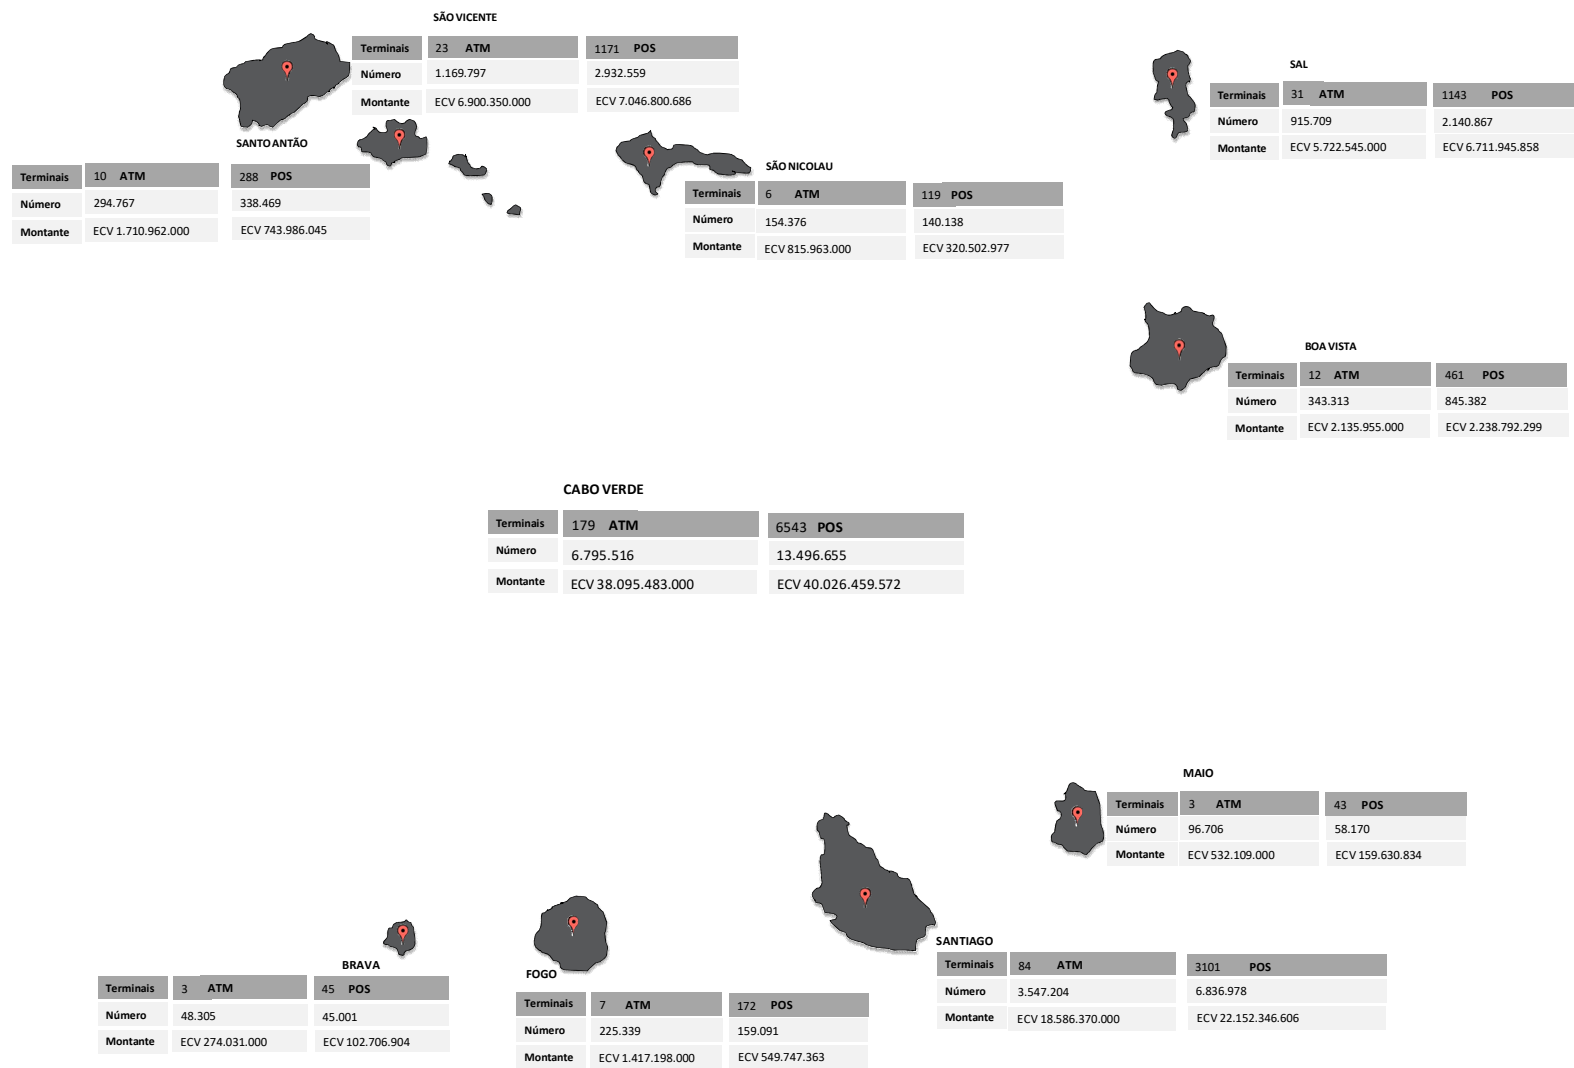 SÃO VICENTE
Terminais 23 ATM 1171 POS
Número 1.169.797 2.932.559
Montante ECV 6.900.350.000 ECV 7.046.800.686
SAL
Terminais 31 ATM 1143 POS
Número 915.709 2.140.867
Montante ECV 5.722.545.000 ECV 6.711.945.858
SANTO ANTÃO
Terminais 10 ATM 288 POS
Número 294.767 338.469
Montante ECV 1.710.962.000 ECV 743.986.045
SÃO NICOLAU
Terminais 6 ATM 119 POS
Número 154.376 140.138
Montante ECV 815.963.000 ECV 320.502.977
BOA VISTA
Terminais 12 ATM 461 POS
Número 343.313 845.382
Montante ECV 2.135.955.000 ECV 2.238.792.299
CABO VERDE
Terminais 179 ATM 6543 POS
Número 6.795.516 13.496.655
Montante ECV 38.095.483.000 ECV 40.026.459.572
MAIO
Terminais 3 ATM 43 POS
Número 96.706 58.170
Montante ECV 532.109.000 ECV 159.630.834
SANTIAGO
Terminais 84 ATM 3101 POS
Número 3.547.204 6.836.978
Montante ECV 18.586.370.000 ECV 22.152.346.606
BRAVA
Terminais 3 ATM 45 POS
Número 48.305 45.001
Montante ECV 274.031.000 ECV 102.706.904
FOGO
Terminais 7 ATM 172 POS
Número 225.339 159.091
Montante ECV 1.417.198.000 ECV 549.747.363